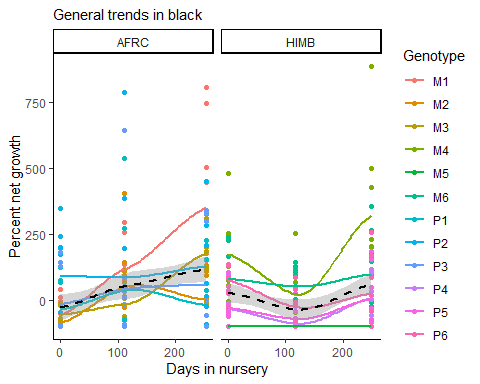 General trends in black
AFRC
HIMB
Percent net growth
750
500
250
0
0
100
200
0
100
200
Days in nursery
Genotype
M1
M2
M3
M4
M5
M6
P1
P2
P3
P4
P5
P6